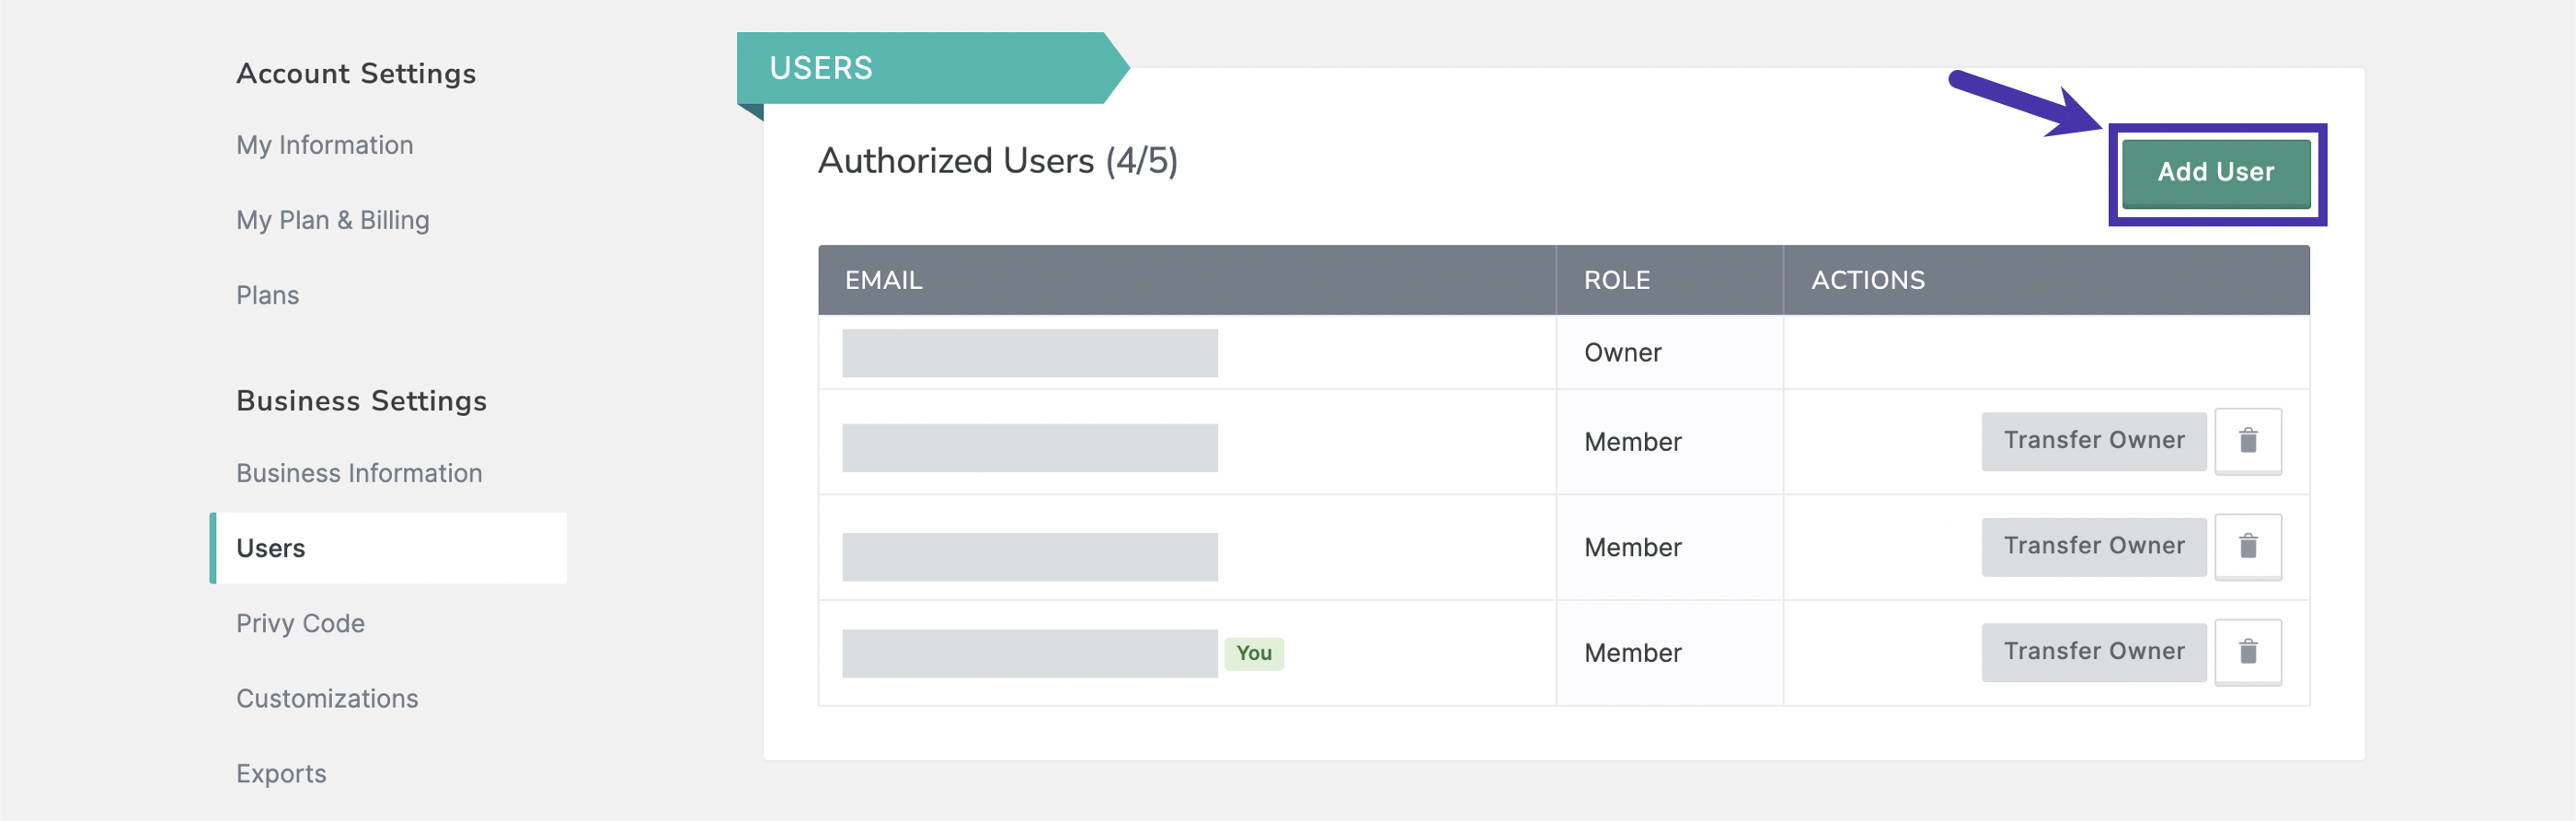 Account Settings
My Information
My Plan & Billing
Plans
Business Settings
Business Information
Users
Privy Code
Customizations
Exports
USERS
Authorized Users (4/5)
Add User
EMAIL ROLE ACTIONS
Owner
Member Transfer Owner
Member Transfer Owner
You Member Transfer Owner